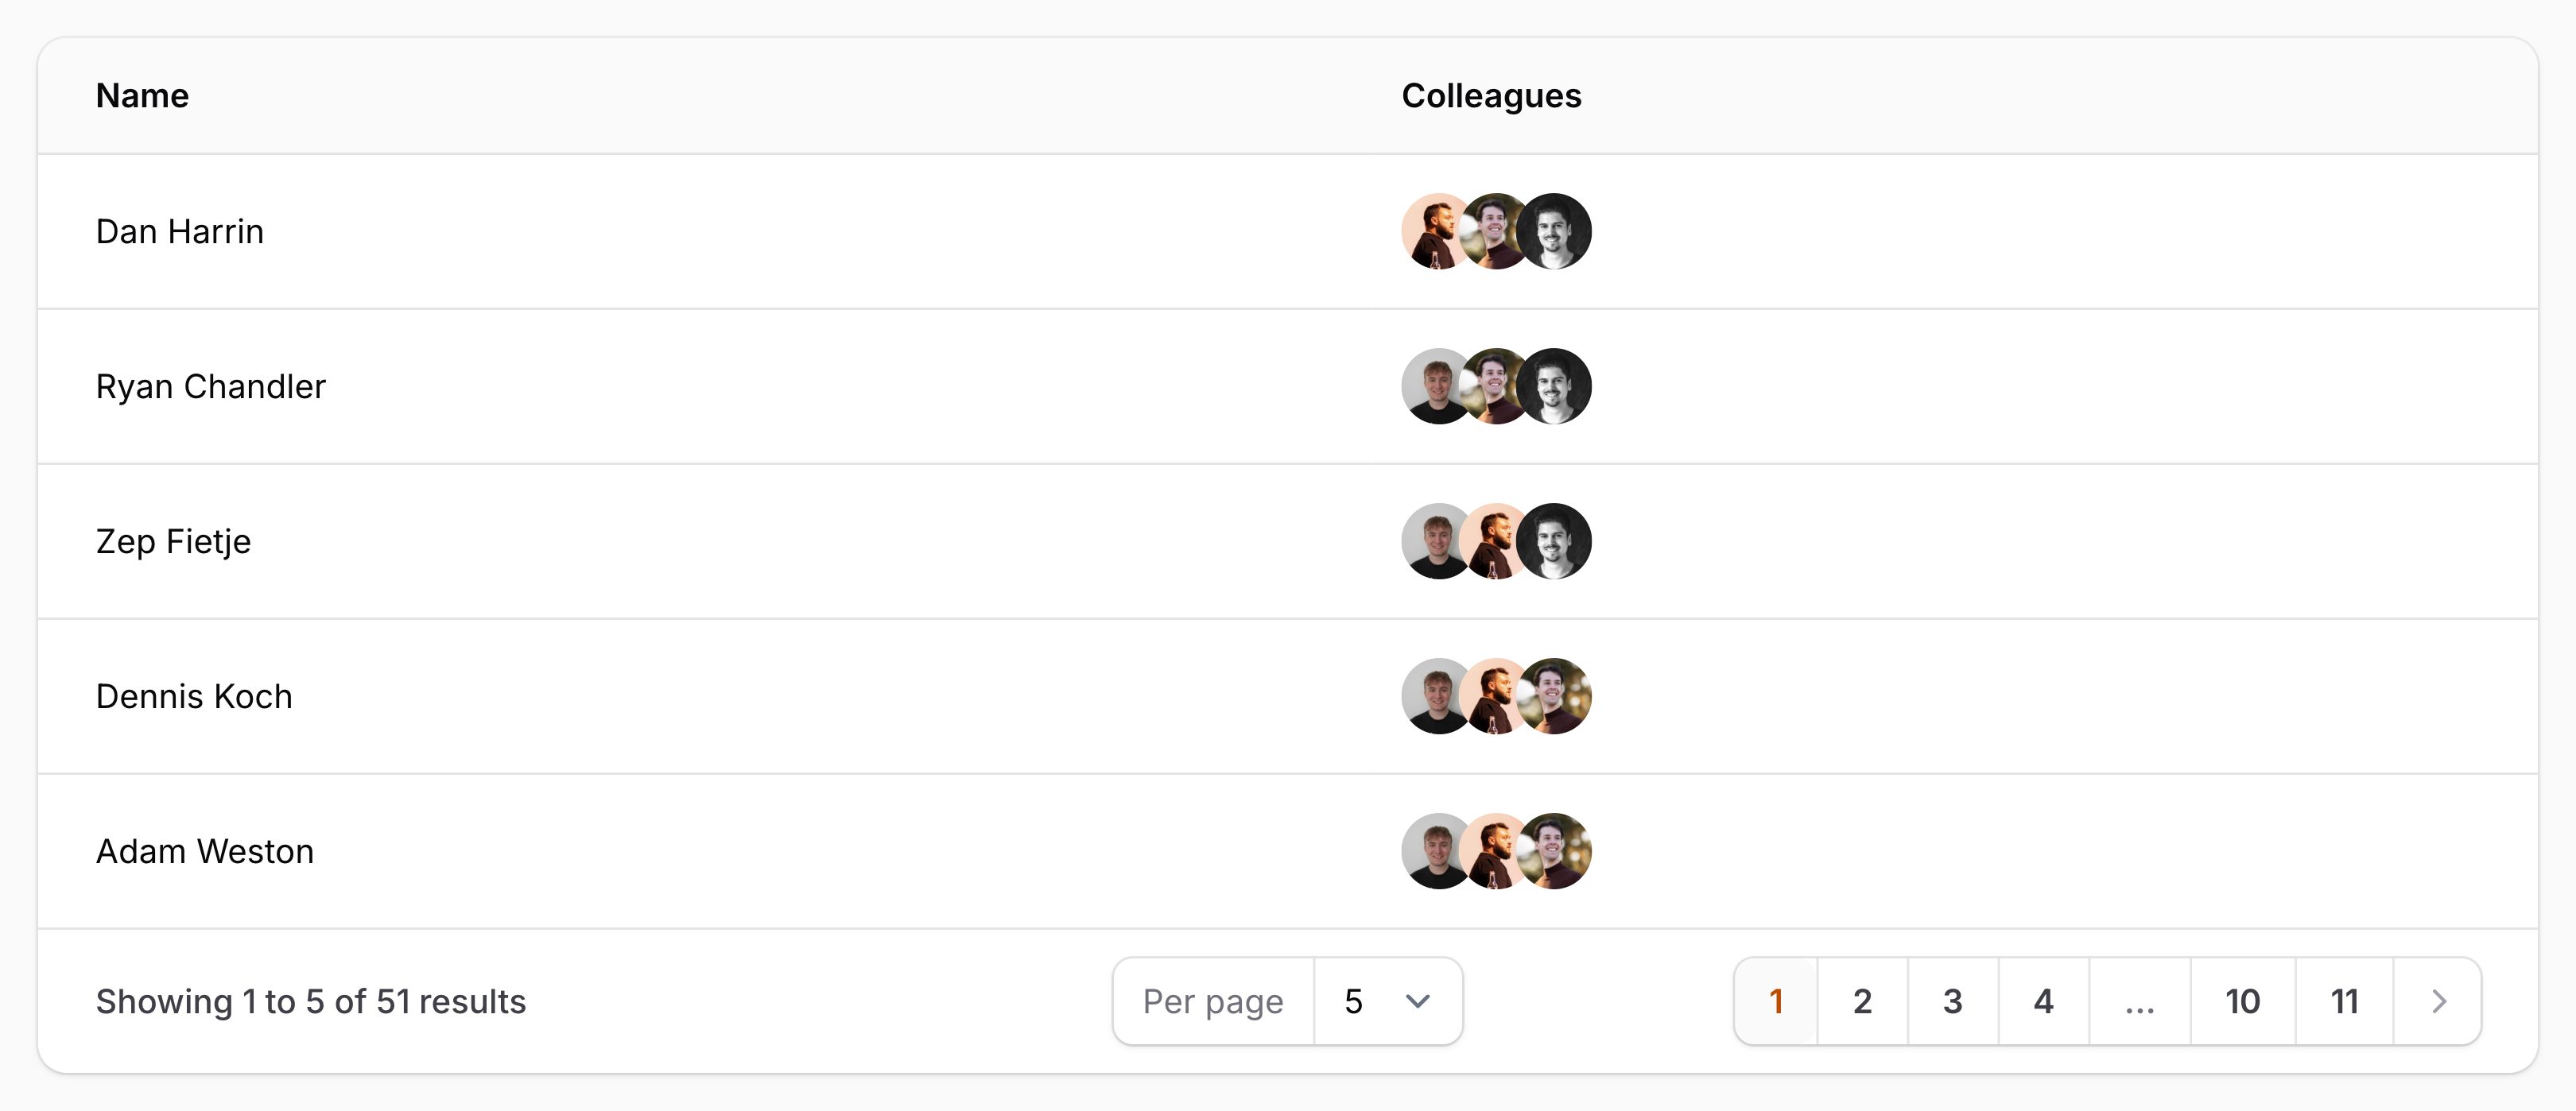 Name Colleagues
Dan Harrin
Ryan Chandler
Zep Fietje
Dennis Koch
Adam Weston
Showing 1 to 5 of 51 results Per page 5 1 2 3 4 ... 10 11